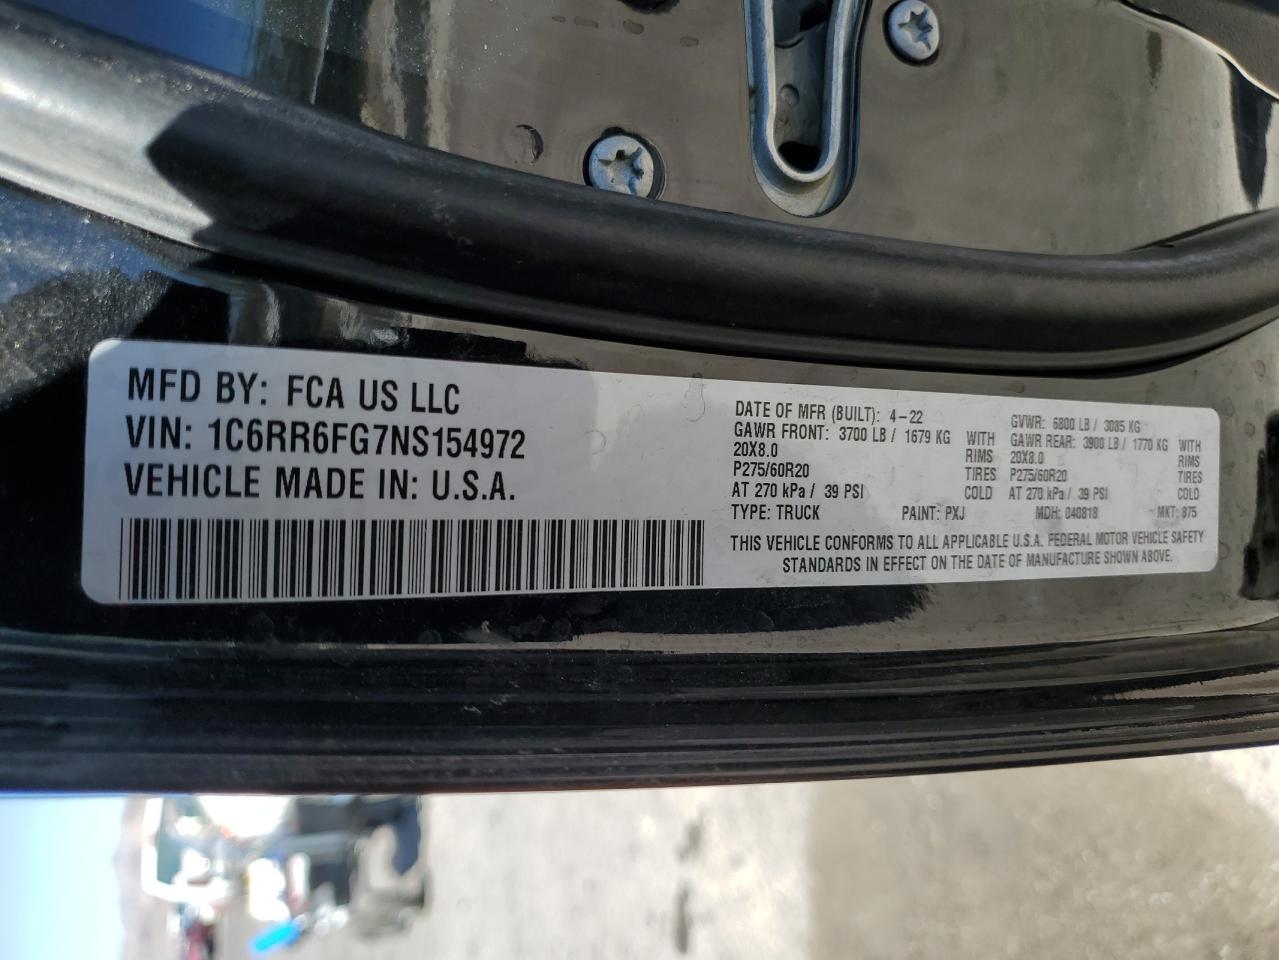 MFD BY: FCA US LLC
VIN: 1C6RR6FG7NS154972
VEHICLE MADE IN: U.S.A.
DATE OF MFR (BUILT): 4-22 GVWR: 6800 LB / 3085 KG
GAWR FRONT: 3700 LB / 1679 KG WITH GAWR REAR: 3900 LB / 1770 KG WITH
20X8.0 RIMS 20X8.0 RIMS
P275/60R20 TIRES P275/60R20 TIRES
AT 270 kPa / 39 PSI COLD AT 270 kPa / 39 PSI COLD
TYPE: TRUCK PAINT: PXJ MDH: 040818 MKT: 875
THIS VEHICLE CONFORMS TO ALL APPLICABLE U.S.A. FEDERAL MOTOR VEHICLE SAFETY
STANDARDS IN EFFECT ON THE DATE OF MANUFACTURE SHOWN ABOVE.